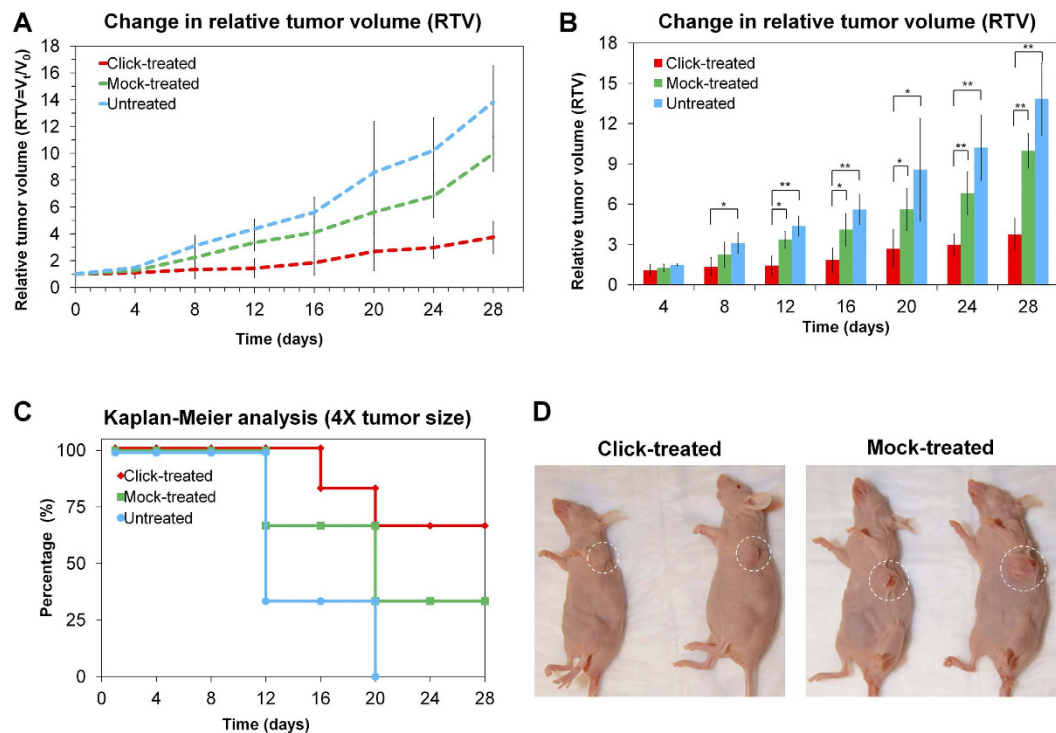 A
Change in relative tumor volume (RTV)
Relative tumor volume (RTV=Vt/V0)
18
16
14
12
10
8
6
4
2
0
Click-treated
Mock-treated
Untreated
0 4 8 12 16 20 24 28
Time (days)
B
Change in relative tumor volume (RTV)
Relative tumor volume (RTV)
18
15
12
9
6
3
0
Click-treated
Mock-treated
Untreated
*
* **
* **
* *
** **
** **
4 8 12 16 20 24 28
Time (days)
C
Kaplan-Meier analysis (4X tumor size)
Percentage (%)
100
75
50
25
0
Click-treated
Mock-treated
Untreated
0 4 8 12 16 20 24 28
Time (days)
D
Click-treated
Mock-treated